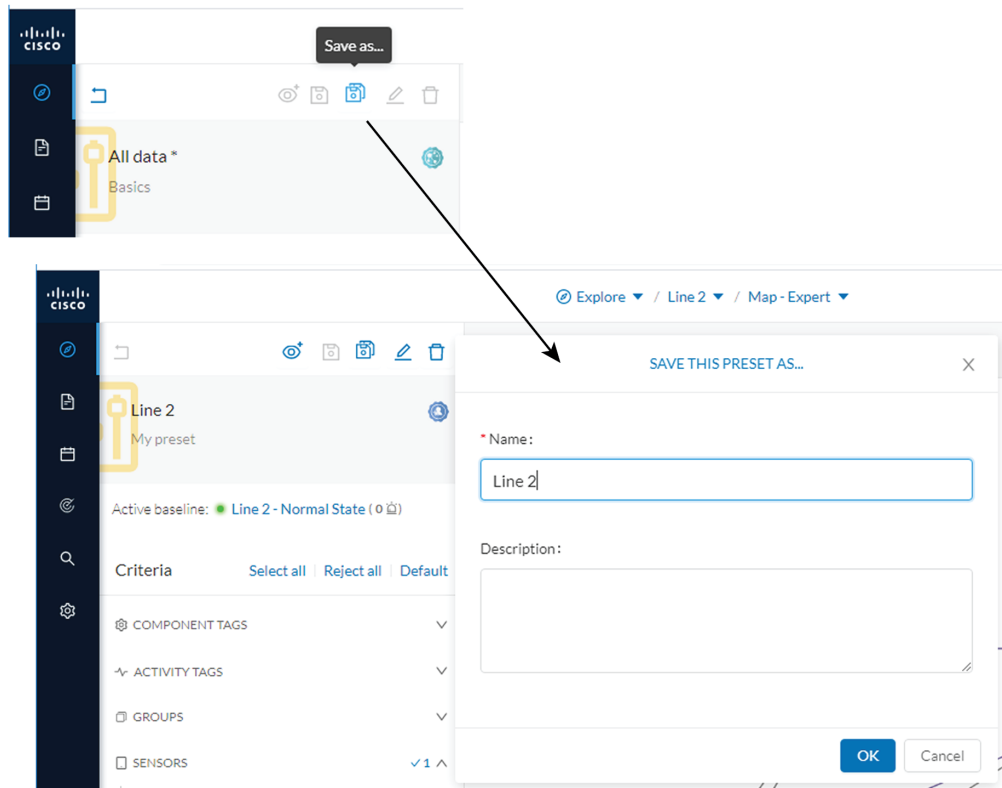 CISCO
Save as...
All data *
Basics
CISCO
Explore / Line 2 / Map - Expert
Line 2
My preset
Active baseline: Line 2 - Normal State ( 0 )
Criteria Select all Reject all Default
COMPONENT TAGS
ACTIVITY TAGS
GROUPS
SENSORS 1
SAVE THIS PRESET AS...
* Name:
Line 2
Description:
OK Cancel